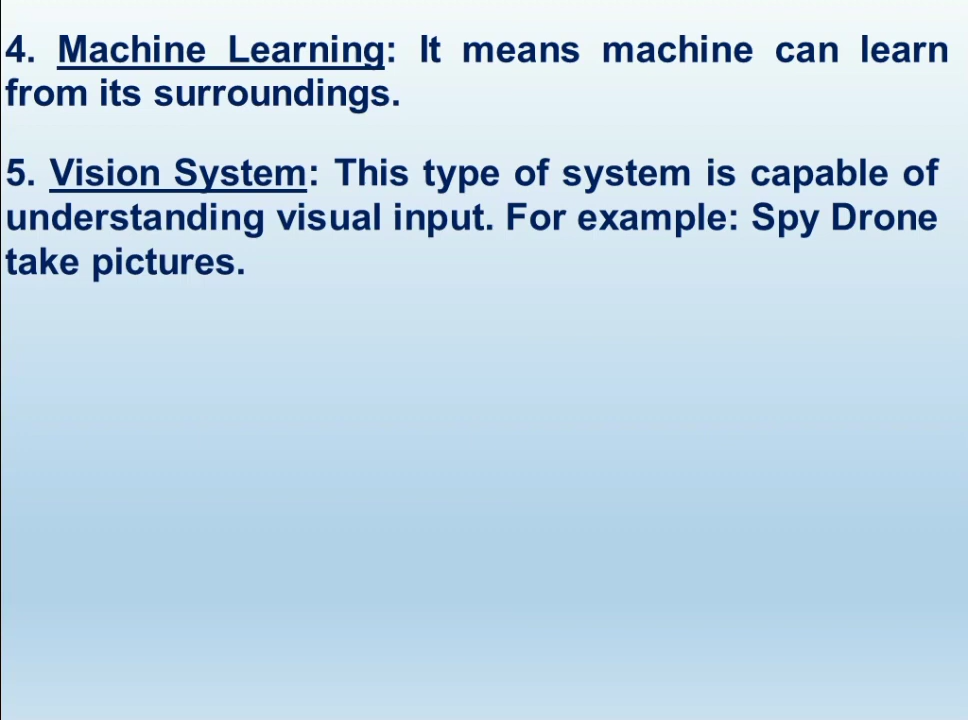 4. Machine Learning: It means machine can learn
from its surroundings.
5. Vision System: This type of system is capable of
understanding visual input. For example: Spy Drone
take pictures.